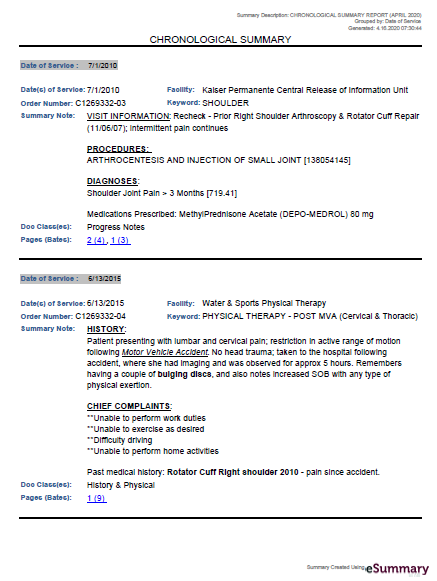 Summary Description: CHRONOLOGICAL SUMMARY REPORT (APRIL 2020)
Grouped by: Date of Service
Generated: 4.16.2020 07:30:44
CHRONOLOGICAL SUMMARY
Date of Service : 7/1/2010
Date(s) of Service: 7/1/2010 Facility: Kaiser Permanente Central Release of Information Unit
Order Number: C1269332-03 Keyword: SHOULDER
Summary Note: VISIT INFORMATION: Recheck - Prior Right Shoulder Arthroscopy & Rotator Cuff Repair
(11/06/07); intermittent pain continues
PROCEDURES:
ARTHROCENTESIS AND INJECTION OF SMALL JOINT [138054145]
DIAGNOSES:
Shoulder Joint Pain > 3 Months [719.41]
Medications Prescribed: MethylPrednisone Acetate (DEPO-MEDROL) 80 mg
Doc Class(es): Progress Notes
Pages (Bates): 2 (4) , 1 (3)
Date of Service : 6/13/2015
Date(s) of Service: 6/13/2015 Facility: Water & Sports Physical Therapy
Order Number: C1269332-04 Keyword: PHYSICAL THERAPY - POST MVA (Cervical & Thoracic)
Summary Note: HISTORY:
Patient presenting with lumbar and cervical pain; restriction in active range of motion
following Motor Vehicle Accident. No head trauma; taken to the hospital following
accident, where she had imaging and was observed for approx 5 hours. Remembers
having a couple of bulging discs, and also notes increased SOB with any type of
physical exertion.
CHIEF COMPLAINTS:
**Unable to perform work duties
**Unable to exercise as desired
**Difficulty driving
**Unable to perform home activities
Past medical history: Rotator Cuff Right shoulder 2010 - pain since accident.
Doc Class(es): History & Physical
Pages (Bates): 1 (9)
Summary Created Using eSummary